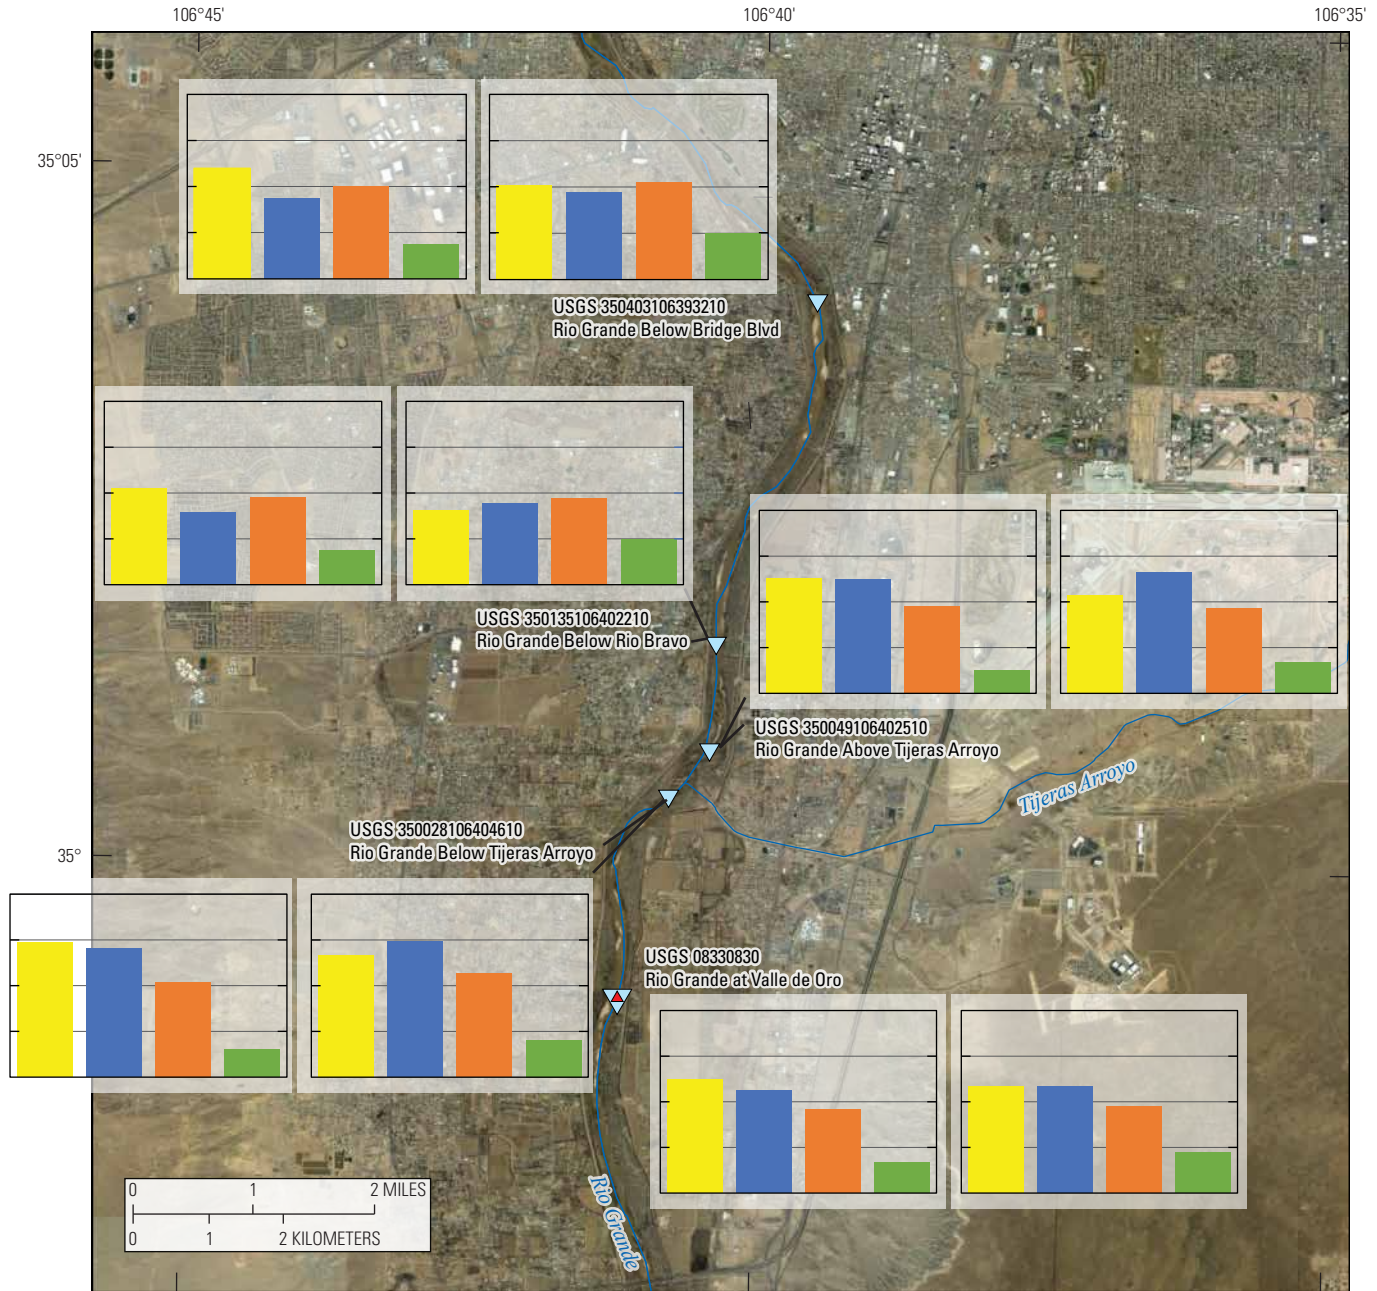 106°45'
106°40'
106°35'
35°05'
USGS 350403106393210
Rio Grande Below Bridge Blvd
USGS 350135106402210
Rio Grande Below Rio Bravo
USGS 350049106402510
Rio Grande Above Tijeras Arroyo
Tijeras Arroyo
USGS 350028106404610
Rio Grande Below Tijeras Arroyo
35°
USGS 08330830
Rio Grande at Valle de Oro
Rio Grande
0 1 2 MILES
0 1 2 KILOMETERS